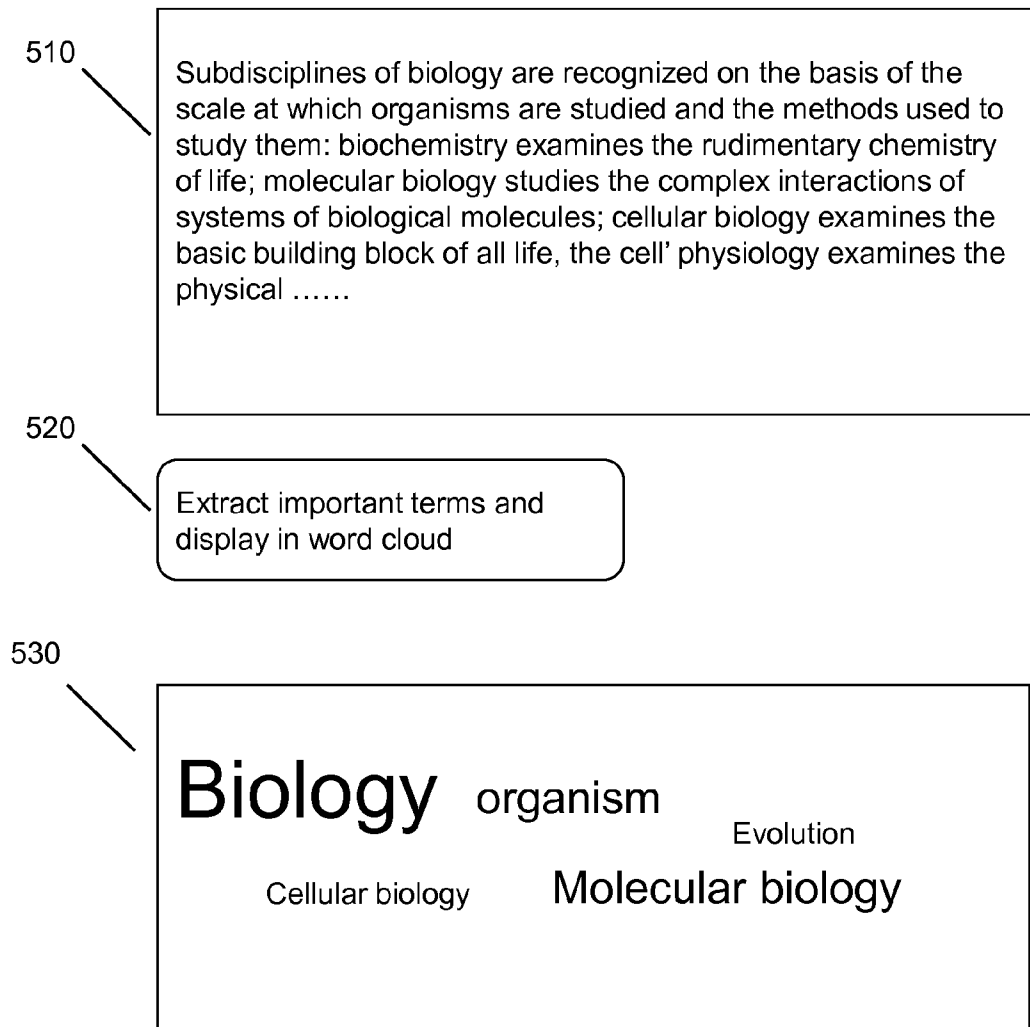 510
Subdisciplines of biology are recognized on the basis of the
scale at which organisms are studied and the methods used to
study them: biochemistry examines the rudimentary chemistry
of life; molecular biology studies the complex interactions of
systems of biological molecules; cellular biology examines the
basic building block of all life, the cell’ physiology examines the
physical ……
520
Extract important terms and
display in word cloud
530
Biology organism
Evolution
Cellular biology Molecular biology